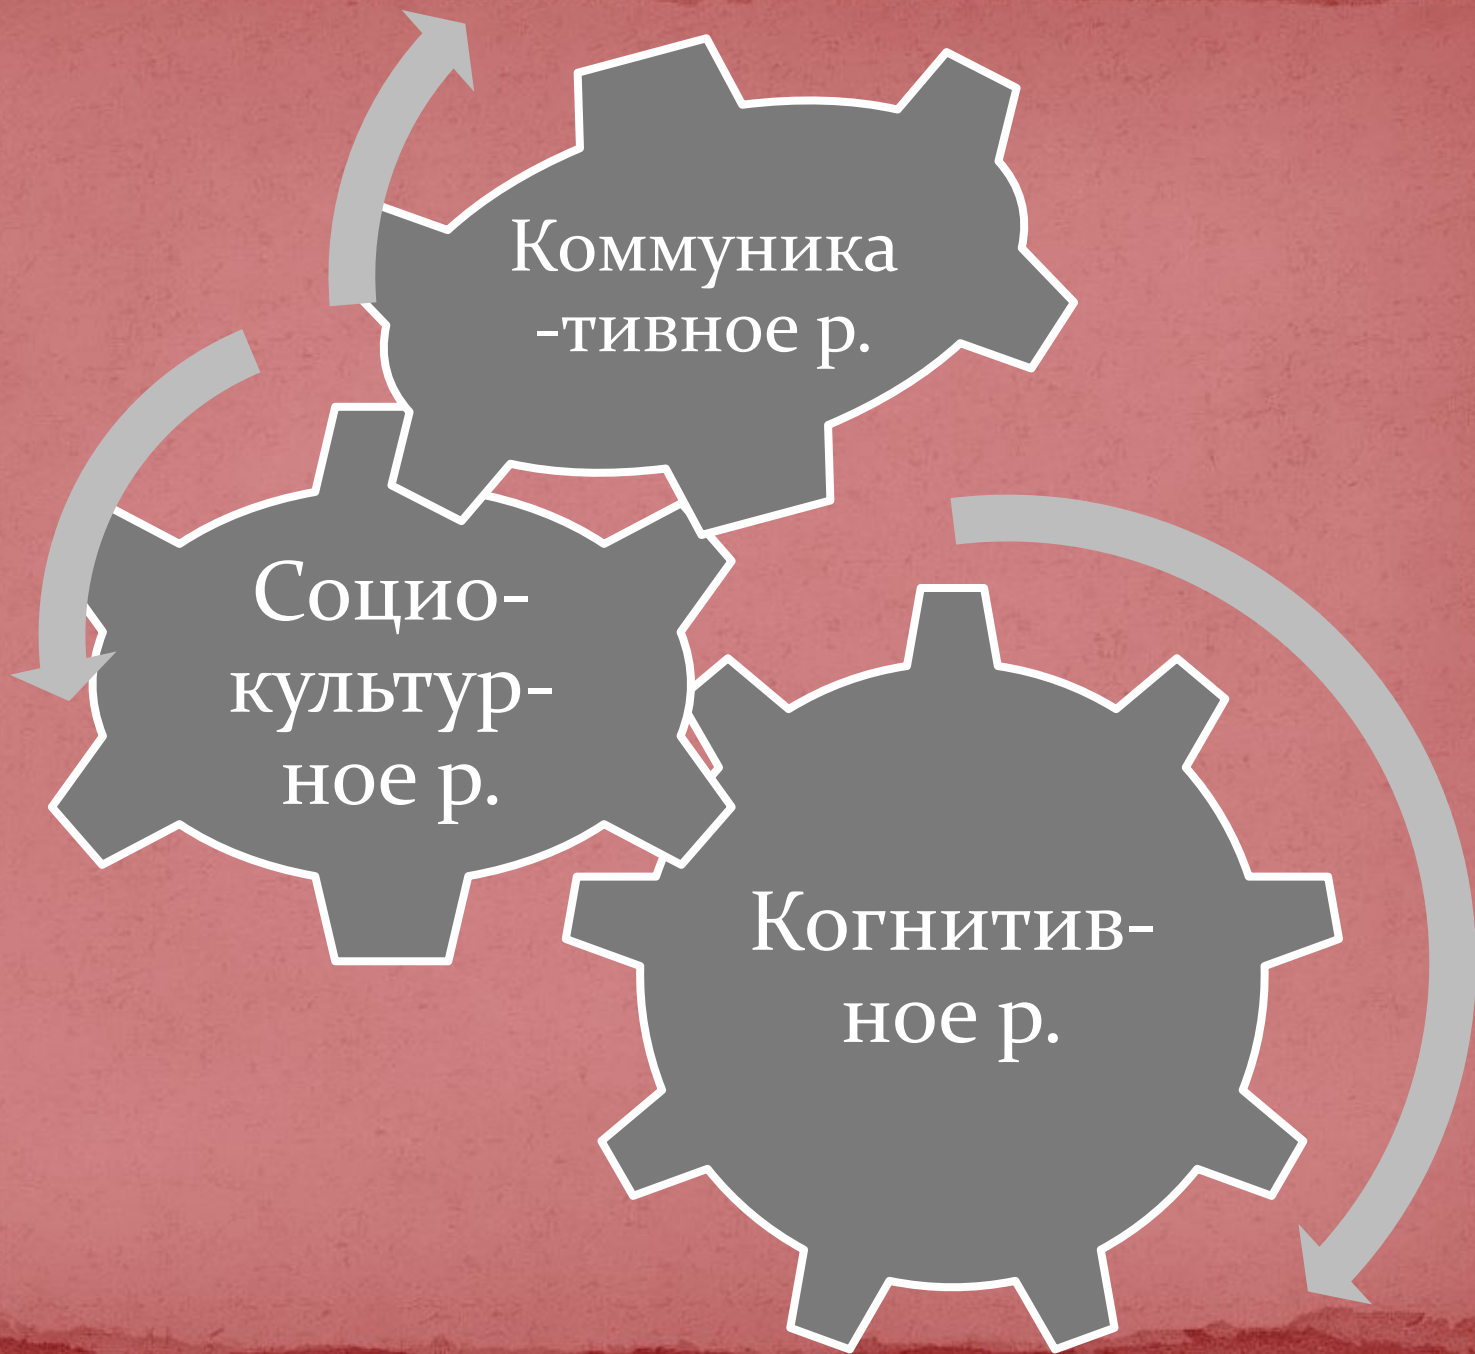 Коммуника
-тивное р.
Социо-
культур-
ное р.
Когнитив-
ное р.